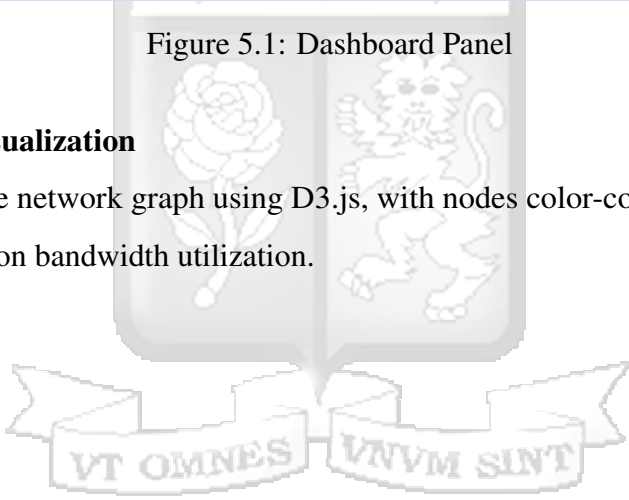 Figure 5.1: Dashboard Panel
ualization
e network graph using D3.js, with nodes color-co
on bandwidth utilization.
VT OMNES VNVM SINT